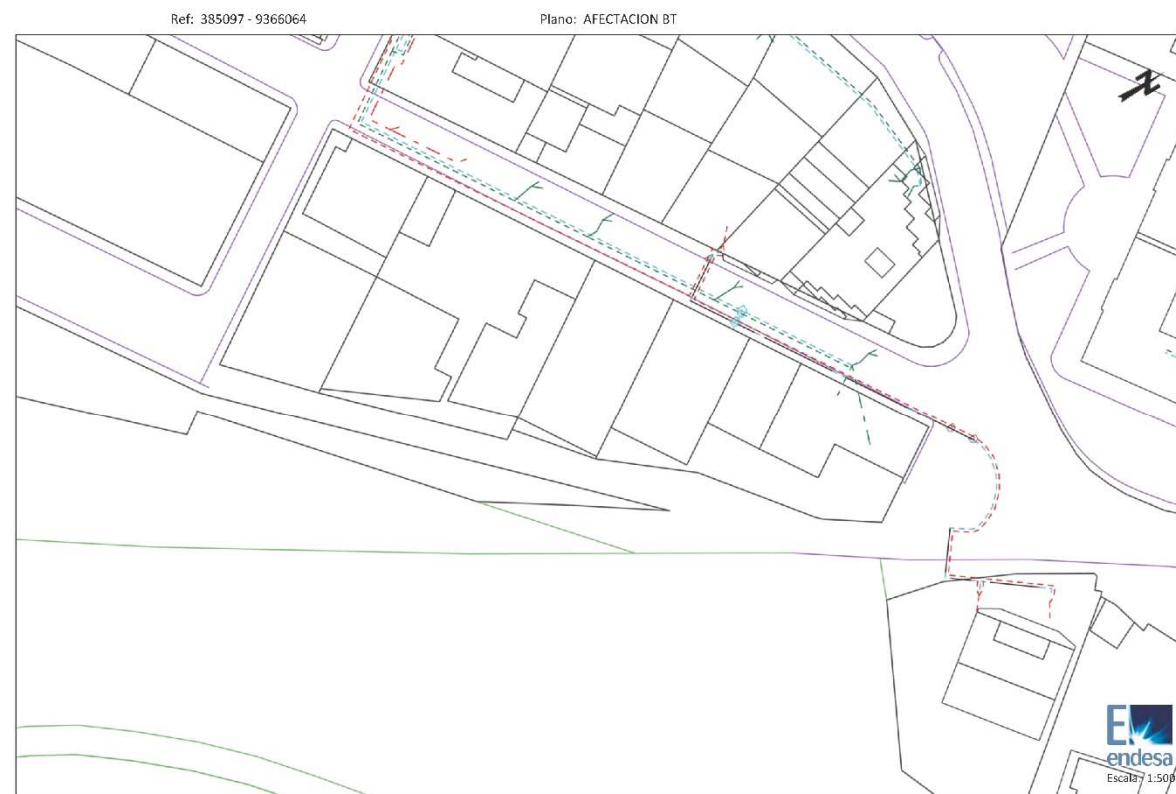 Ref: 385097 - 9366064
Plano: AFECTACION BT
N
E
endesa
Escala: 1:500